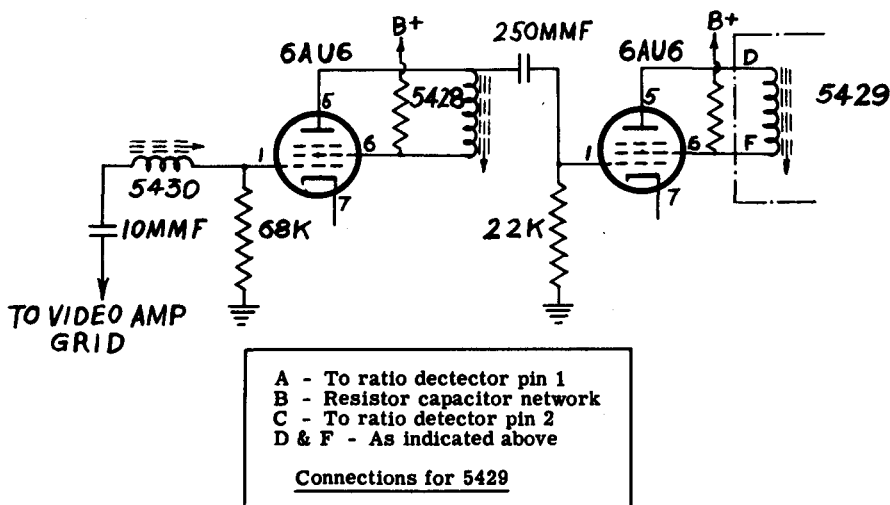 B+
250MMF
B+
6AU6
6AU6
D
5
5428
5
5429
1
6
1
6
F
5430
7
7
10MMF
68K
22K
TO VIDEO AMP
GRID
A - To ratio dectector pin 1
B - Resistor capacitor network
C - To ratio detector pin 2
D & F - As indicated above
Connections for 5429